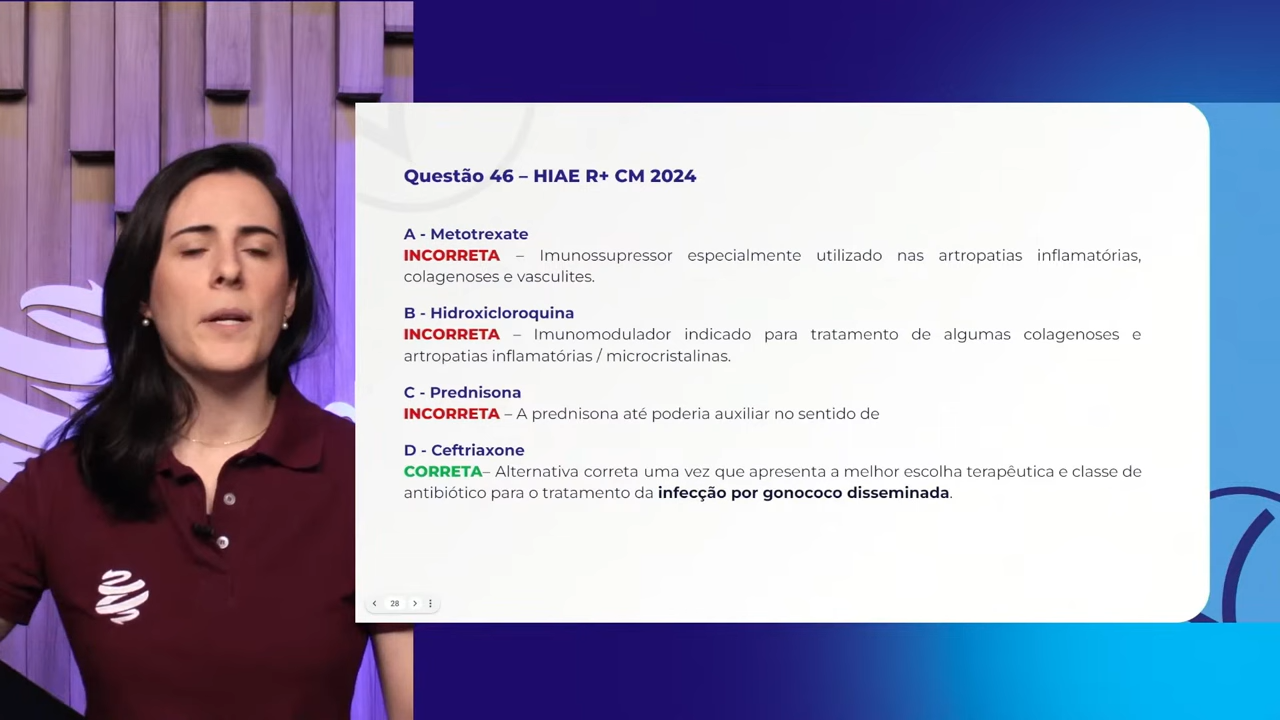 Questão 46 – HIAE R+ CM 2024
A - Metotrexate
INCORRETA – Imunossupressor especialmente utilizado nas artropatias inflamatórias,
colagenoses e vasculites.
B - Hidroxicloroquina
INCORRETA – Imunomodulador indicado para tratamento de algumas colagenoses e
artropatias inflamatórias / microcristalinas.
C - Prednisona
INCORRETA – A prednisona até poderia auxiliar no sentido de
D - Ceftriaxone
CORRETA– Alternativa correta uma vez que apresenta a melhor escolha terapêutica e classe de
antibiótico para o tratamento da infecção por gonococo disseminada.
28